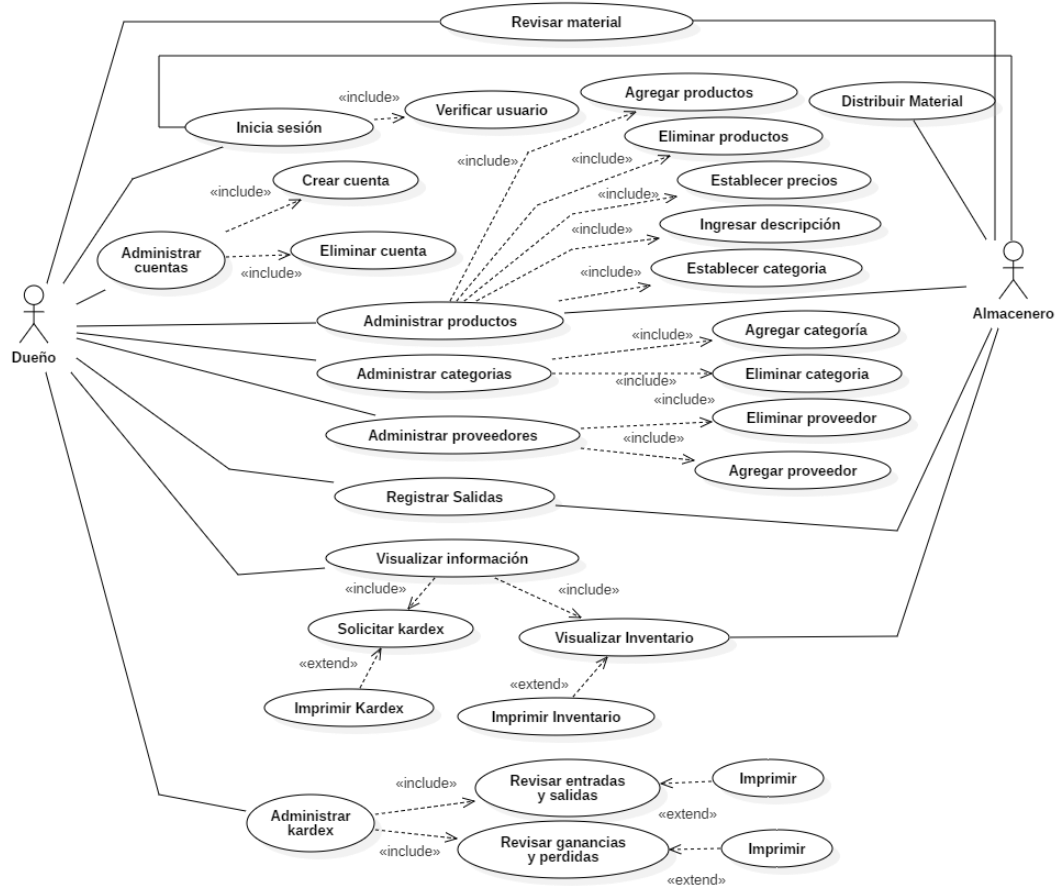 Revisar material
Agregar productos
Distribuir Material
«include»
Verificar usuario
Inicia sesión
Eliminar productos
«include»
«include»
Crear cuenta
Establecer precios
«include»
«include»
Ingresar descripción
«include»
Administrar
cuentas
Eliminar cuenta
«include»
Establecer categoria
«include»
Administrar productos
Almacenero
Dueño
Agregar categoría
«include»
Administrar categorias
Eliminar categoria
«include»
«include»
Eliminar proveedor
Administrar proveedores
«include»
Agregar proveedor
Registrar Salidas
Visualizar información
«include»
«include»
Solicitar kardex
Visualizar Inventario
«extend»
«extend»
Imprimir Kardex
Imprimir Inventario
«include»
Revisar entradas
y salidas
Imprimir
«extend»
Administrar
kardex
Revisar ganancias
y perdidas
Imprimir
«include»
«extend»